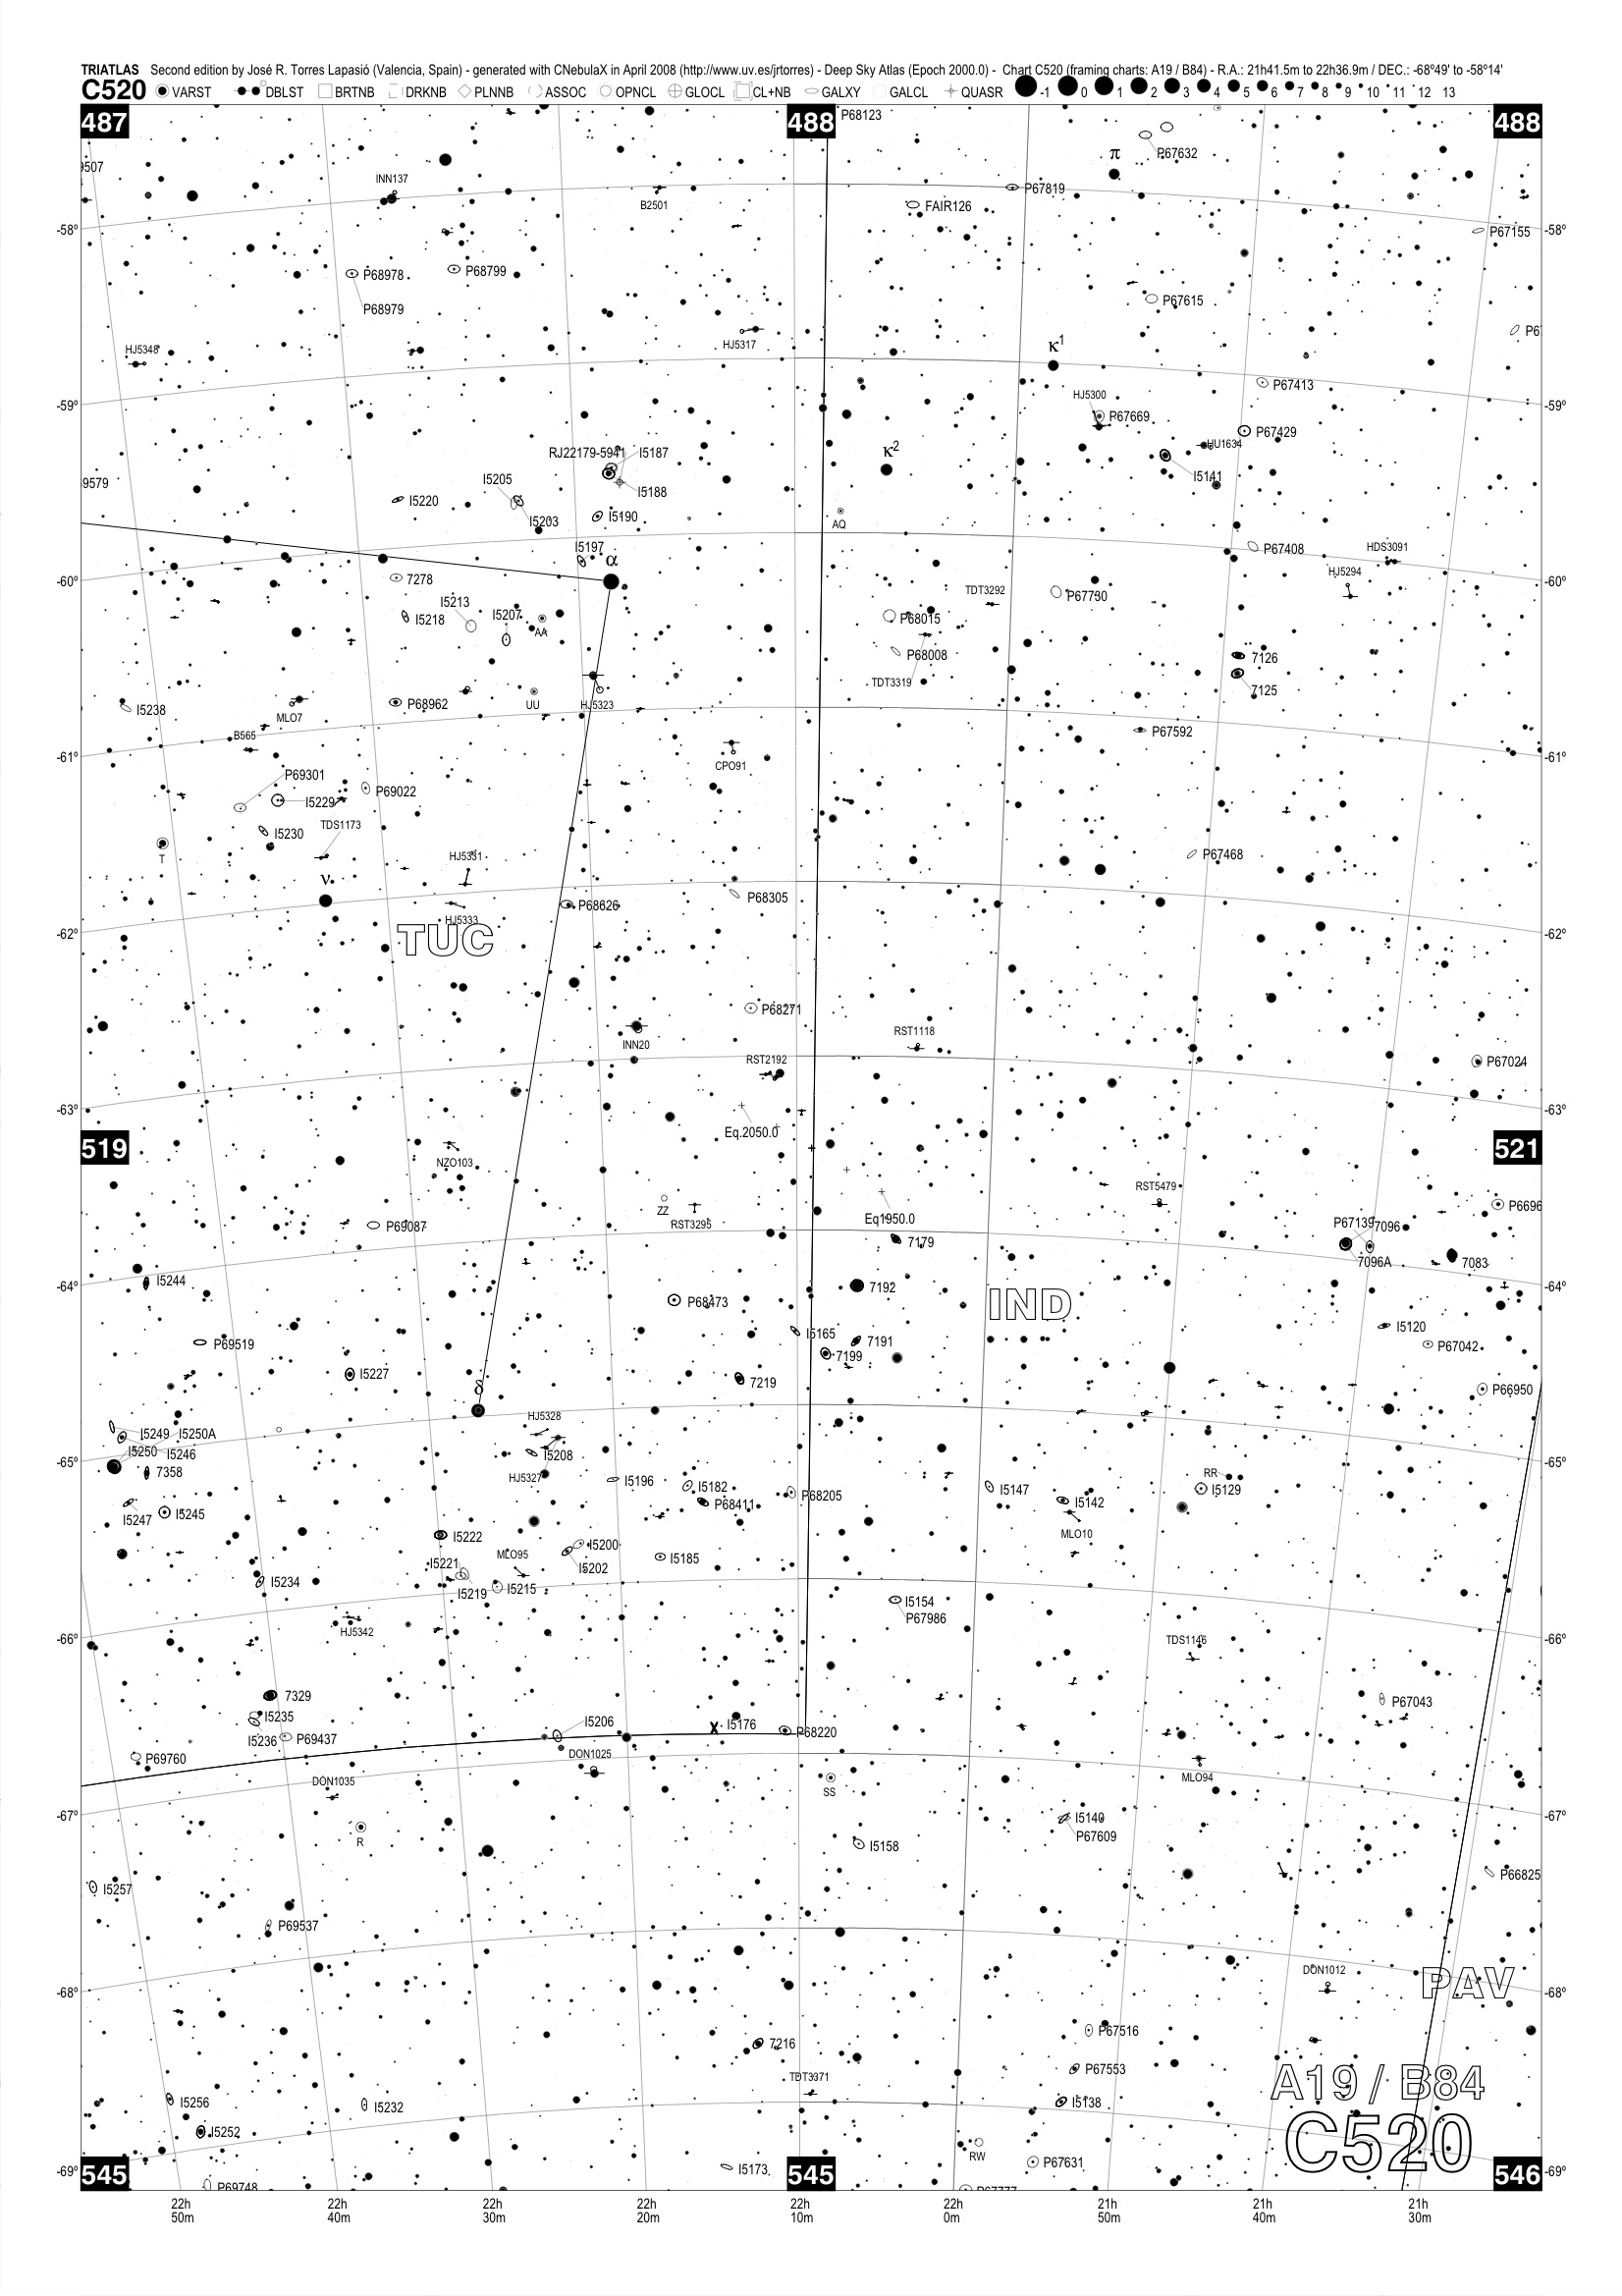 TRIATLAS Second edition by José R. Torres Lapasió (Valencia, Spain) - generated with CNebulaX in April 2008 (http://www.uv.es/jrtorres) - Deep Sky Atlas (Epoch 2000.0) - Chart C520 (framing charts: A19 / B84) - R.A.: 21h41.5m to 22h36.9m / DEC.: -68°49' to -58°14'
C520 VARST DBLST BRTNB DRKNB PLNNB ASSOC OPNCL GLOCL CL+NB GALXY GALCL QUASR -1 0 1 2 3 4 5 6 7 8 9 10 11 12 13
487 488 P68123 488
π P67632
9507
INN137
P67819
B2501 FAIR126
-58° P67155 -58°
P68978 P68799
P68979 P67615
HJ5348 HJ5317 κ1 P6
P67413
-59° HJ5300 -59°
P67669 P67429
HU1634
RJ22179-5941 I5187 κ2
I5141
9579 I5205 I5188
I5220 I5203 I5190
AQ
I5197 P67408 HDS3091
α
-60° 7278 HJ5294 -60°
I5213 TDT3292 P67730
I5218 I5207 P68015
AA
P68008 7126
TDT3319 7125
I5238 MLO7 P68962 UU HJ5323
P67592
B565
-61° CPO91 -61°
P69301
P69022
I5229
TDS1173
I5230
T HJ5331 P67468
ν
P68626 P68305
HJ5333
-62° TUC -62°
P68271
INN20 RST1118
RST2192 P67024
-63° -63°
Eq.2050.0
519 521
NZO103
RST5479
ZZ P6696
RST3295 Eq1950.0
P69087 P67139 7096
7179 7096A 7083
-64° I5244 -64°
7192
P68473 IND
I5165 I5120
P69519 7191 P67042
7199
I5227 7219
δ P66950
HJ5328
I5249 I5250A
I5250 I5246 I5208
-65° 7358 HJ5327 RR -65°
I5196 I5182 I5147 I5129
P68411 P68205 I5142
I5247 I5245
I5222 MLO10
I5200
I5221 MLO95 I5185
I5202
I5234 I5219 I5215
I5154
P67986
HJ5342
-66° TDS1146 -66°
7329
P67043
I5235 I5206 I5176 P68220
I5236 P69437
P69760 DON1025
DON1035 SS MLO94
-67° -67°
I5140
R P67609
I5158
I5257 P66825
P69537
DON1012
PAV
-68° -68°
P67516
7216
P67553
TDT3371
A19 / B84
I5256 I5232 I5138
C520
I5252
RW
P67631
-69° 545 I5173 545 546 -69°
P69748 P67777
22h 22h 22h 22h 22h 22h 21h 21h 21h
50m 40m 30m 20m 10m 0m 50m 40m 30m